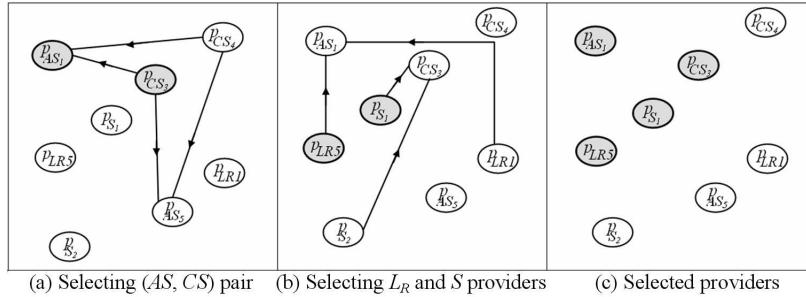 p_AS1 p_CS4
p_CS3
p_S1
p_LR5 p_LR1
p_AS5
p_S2
p_CS4
p_AS1
p_CS3
p_S1
p_LR5 p_LR1
p_AS5
p_S2
p_CS4
p_AS1
p_CS3
p_S1
p_LR5 p_LR1
p_AS5
p_S2
(a) Selecting (AS, CS) pair (b) Selecting L_R and S providers (c) Selected providers